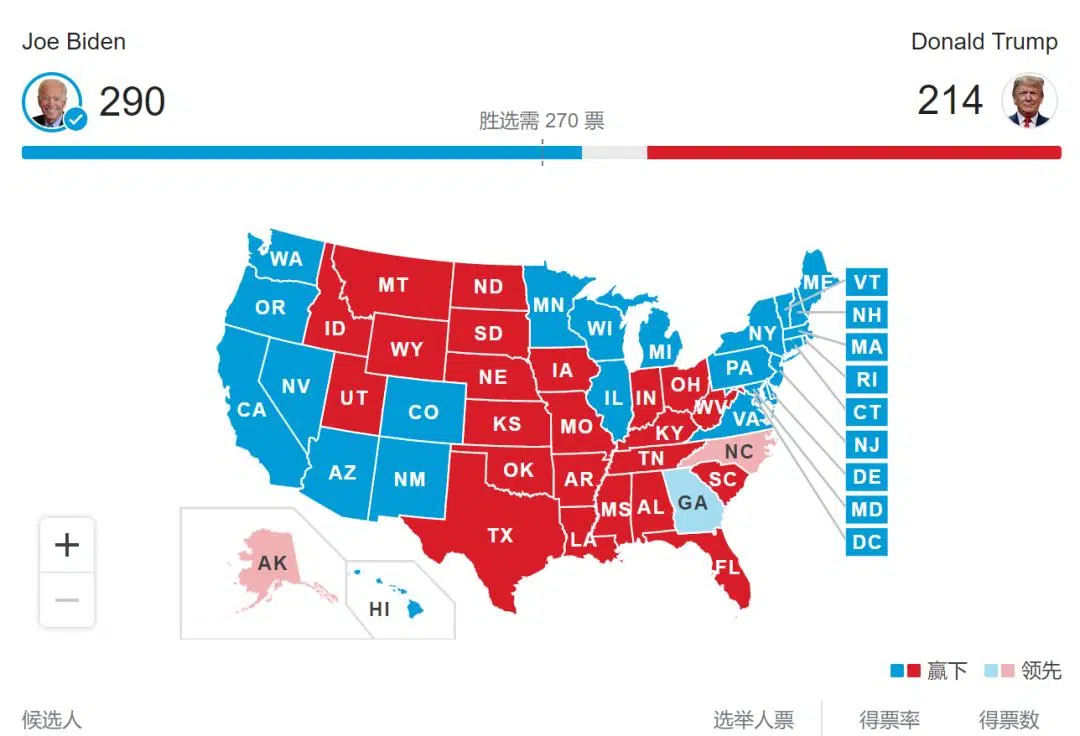 Joe Biden
Donald Trump
290
214
胜选需 270 票
WA
ME
VT
OR
MT
ND
MN
NH
ID
SD
WI
NY
MA
WY
MI
PA
RI
NV
UT
CO
NE
IA
IL
IN
OH
WV
VA
CT
CA
KS
MO
KY
NJ
AZ
NM
OK
AR
TN
NC
DE
TX
LA
MS
AL
GA
SC
MD
DC
AK
HI
FL
赢下
领先
候选人
选举人票
得票率
得票数